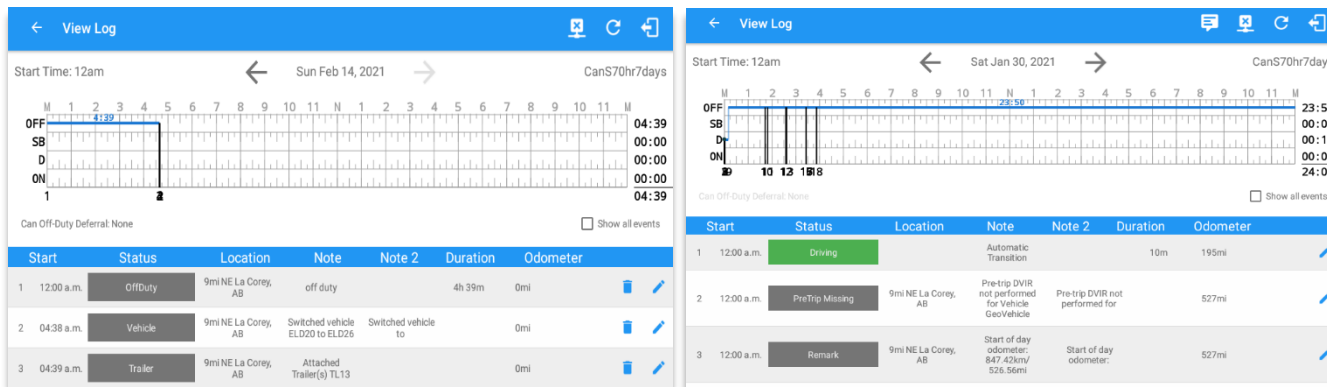 View Log
Start Time: 12am
Sun Feb 14, 2021
CanS70hr7days
M 1 2 3 4 5 6 7 8 9 10 11 N 1 2 3 4 5 6 7 8 9 10 11 M
4:39
OFF 04:39
SB 00:00
D 00:00
ON 00:00
1 04:39
Can Off-Duty Deferral: None
Show all events
Start Status Location Note Note 2 Duration Odometer
1 12:00 a.m. OffDuty 9mi NE La Corey, AB off duty 4h 39m 0mi
2 04:38 a.m. Vehicle 9mi NE La Corey, AB Switched vehicle ELD20 to ELD26 Switched vehicle to 0mi
3 04:39 a.m. Trailer 9mi NE La Corey, AB Attached Trailer(s) TL13 0mi
View Log
Start Time: 12am
Sat Jan 30, 2021
CanS70hr7day
M 1 2 3 4 5 6 7 8 9 10 11 N 1 2 3 4 5 6 7 8 9 10 11 M
23:50
OFF 23:5
SB 00:0
D 00:1
ON 00:0
24:0
Can Off-Duty Deferral: None
Show all events
Start Status Location Note Note 2 Duration Odometer
1 12:00 a.m. Driving Automatic Transition 10m 195mi
2 12:00 a.m. PreTrip Missing 9mi NE La Corey, AB Pre-trip DVIR not performed for Vehicle GeoVehicle Pre-trip DVIR not performed for 527mi
3 12:00 a.m. Remark 9mi NE La Corey, AB Start of day odometer: 847.42km/ 526.56mi Start of day odometer: 527mi